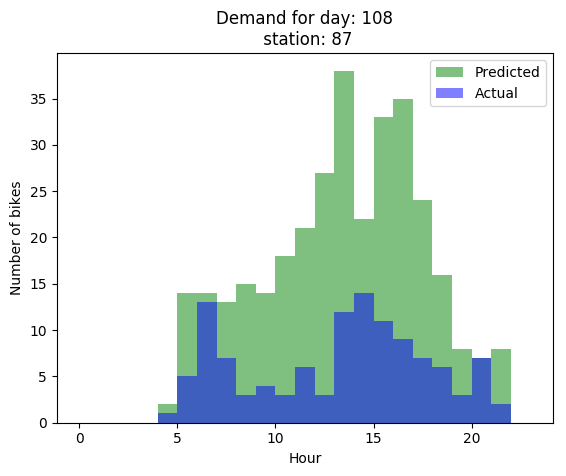 Demand for day: 108
station: 87
Predicted
Actual
Number of bikes
35
30
25
20
15
10
5
0
0 5 10 15 20
Hour